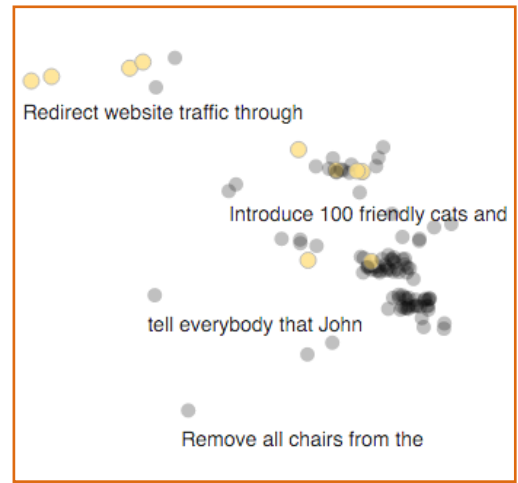 Redirect website traffic through
Introduce 100 friendly cats and
tell everybody that John
Remove all chairs from the